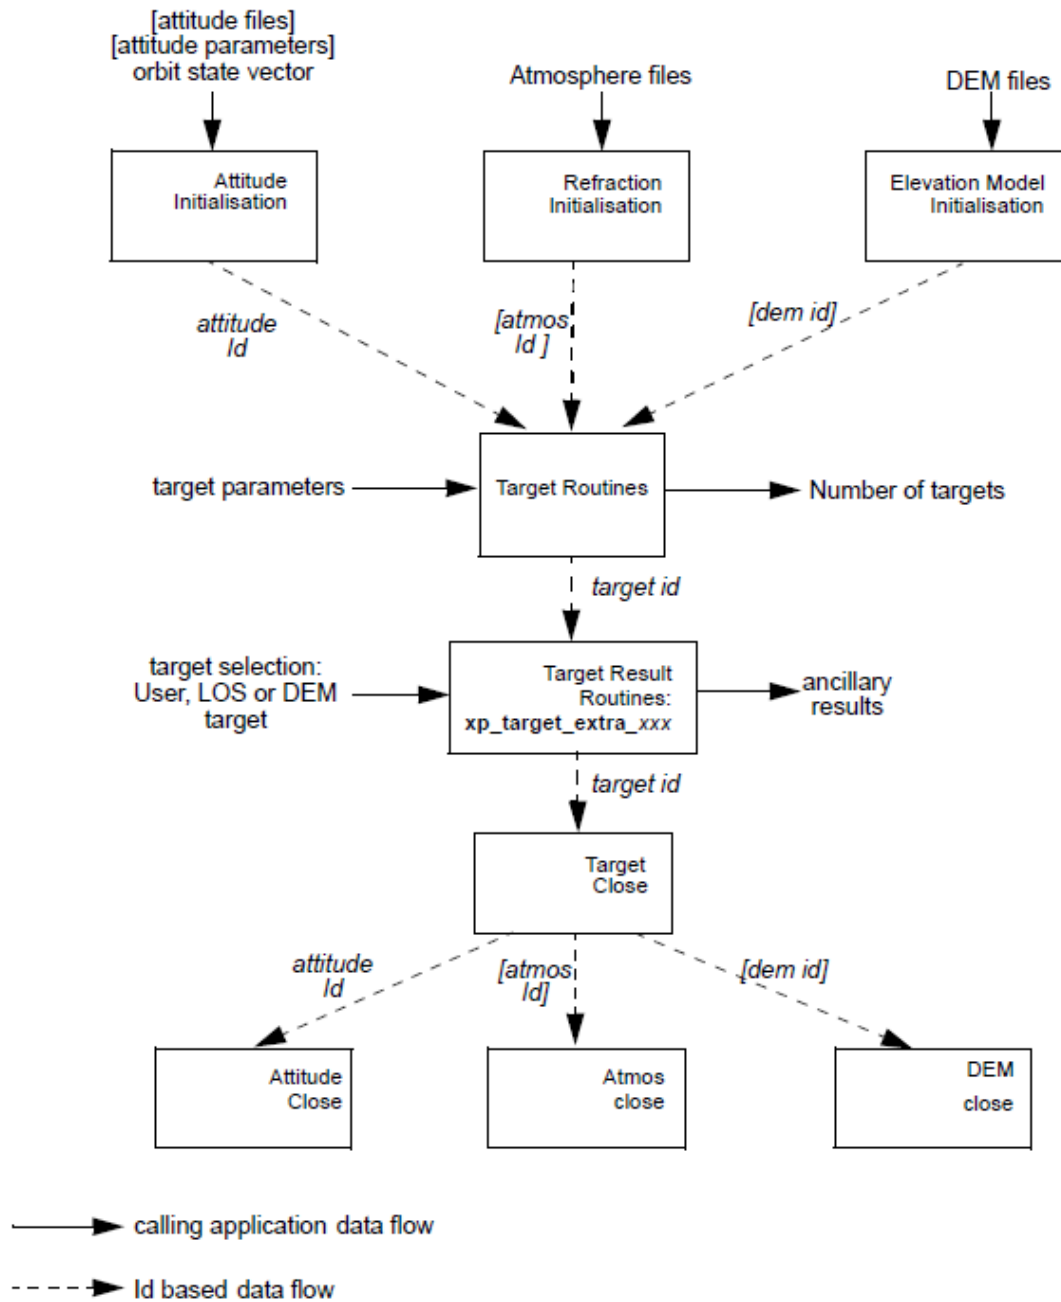 [attitude files]
[attitude parameters]
orbit state vector
Atmosphere files
DEM files
Attitude
Initialisation
Refraction
Initialisation
Elevation Model
Initialisation
attitude
Id
[atmos
Id ]
[dem id]
target parameters
Target Routines
Number of targets
target id
target selection:
User, LOS or DEM
target
Target Result
Routines:
xp_target_extra_xxx
ancillary
results
target id
Target
Close
attitude
Id
[atmos
Id]
[dem id]
Attitude
Close
Atmos
close
DEM
close
calling application data flow
Id based data flow